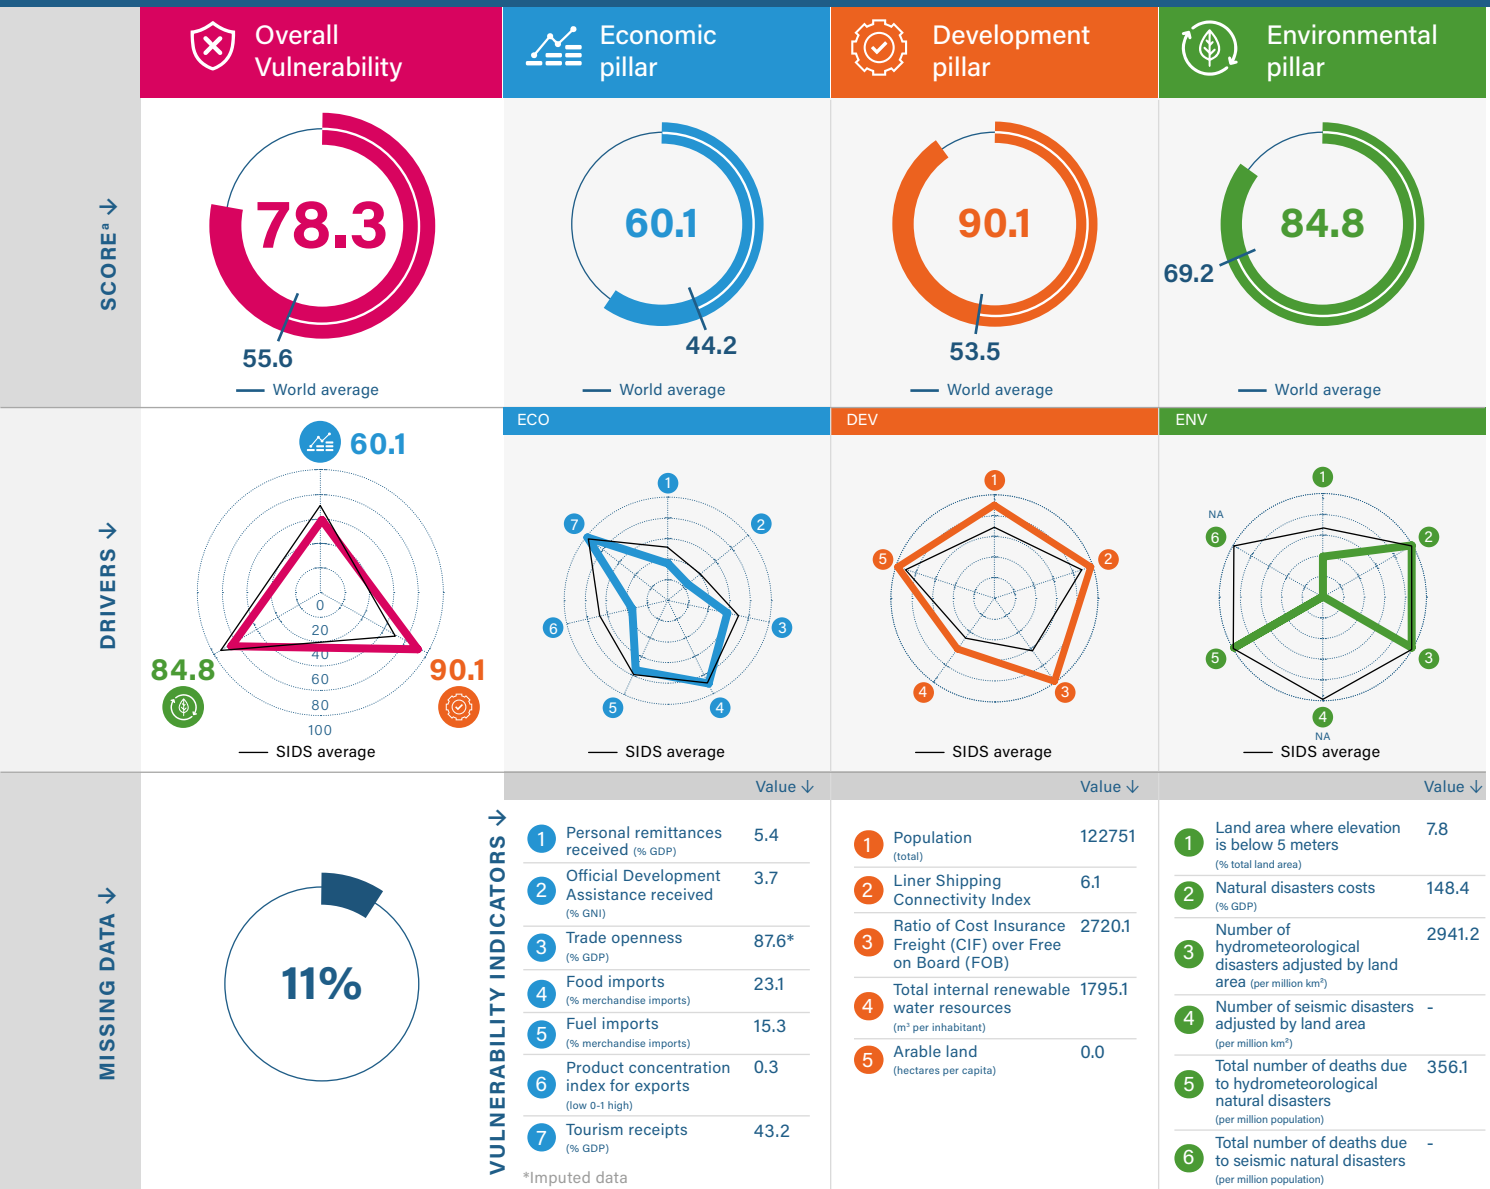 Overall
Vulnerability
Economic
pillar
Development
pillar
Environmental
pillar
SCOREᵃ →
78.3
55.6
World average
60.1
44.2
World average
90.1
53.5
World average
84.8
69.2
World average
DRIVERS →
60.1
0
20
40
60
80
100
84.8
90.1
SIDS average
ECO
1
2
3
4
5
6
7
SIDS average
DEV
1
2
3
4
5
SIDS average
ENV
1
2
3
4
NA
5
NA
6
SIDS average
MISSING DATA →
11%
VULNERABILITY INDICATORS →
Value ↓
1 Personal remittances 5.4
received (% GDP)
2 Official Development 3.7
Assistance received
(% GNI)
3 Trade openness 87.6*
(% GDP)
4 Food imports 23.1
(% merchandise imports)
5 Fuel imports 15.3
(% merchandise imports)
6 Product concentration 0.3
index for exports
(low 0-1 high)
7 Tourism receipts 43.2
(% GDP)
*Imputed data
Value ↓
1 Population 122751
(total)
2 Liner Shipping 6.1
Connectivity Index
3 Ratio of Cost Insurance 2720.1
Freight (CIF) over Free
on Board (FOB)
4 Total internal renewable 1795.1
water resources
(m³ per inhabitant)
5 Arable land 0.0
(hectares per capita)
Value ↓
1 Land area where elevation 7.8
is below 5 meters
(% total land area)
2 Natural disasters costs 148.4
(% GDP)
3 Number of 2941.2
hydrometeorological
disasters adjusted by land
area (per million km²)
4 Number of seismic disasters -
adjusted by land area
(per million km²)
5 Total number of deaths due 356.1
to hydrometeorological
natural disasters
(per million population)
6 Total number of deaths due -
to seismic natural disasters
(per million population)